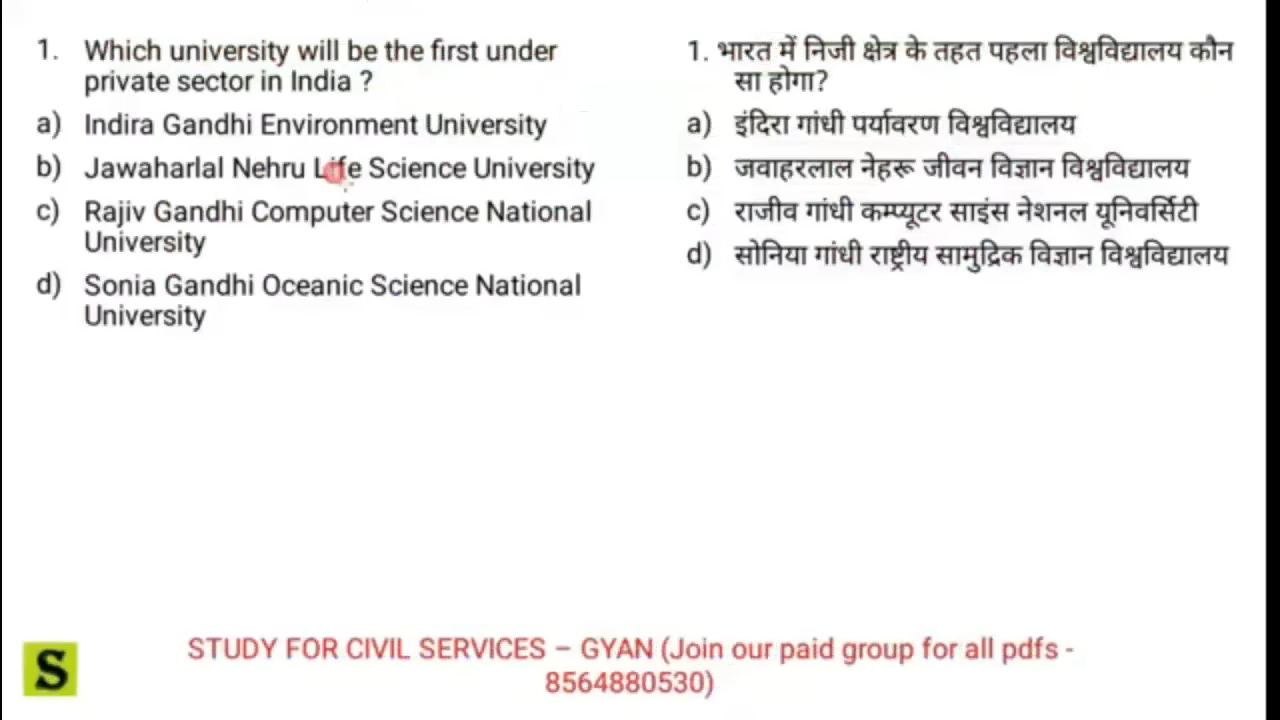 1. Which university will be the first under
private sector in India ?
a) Indira Gandhi Environment University
b) Jawaharlal Nehru Life Science University
c) Rajiv Gandhi Computer Science National
University
d) Sonia Gandhi Oceanic Science National
University
1. भारत में निजी क्षेत्र के तहत पहला विश्वविद्यालय कौन
सा होगा?
a) इंदिरा गांधी पर्यावरण विश्वविद्यालय
b) जवाहरलाल नेहरू जीवन विज्ञान विश्वविद्यालय
c) राजीव गांधी कम्प्यूटर साइंस नेशनल यूनिवर्सिटी
d) सोनिया गांधी राष्ट्रीय सामुद्रिक विज्ञान विश्वविद्यालय
S
STUDY FOR CIVIL SERVICES – GYAN (Join our paid group for all pdfs -
8564880530)